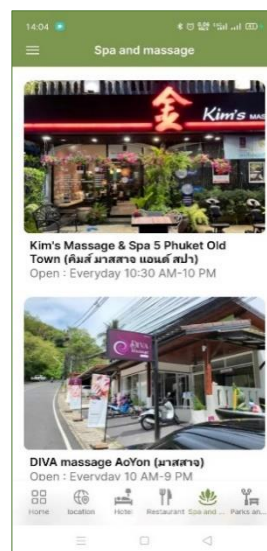 14:04
Spa and massage
金
Kim's MAS
Kim's Massage & Spa 5 Phuket Old
Town (คิมส์ มาสสาจ แอนด์ สปา)
Open : Everyday 10:30 AM-10 PM
DIVA
DIVA massage AoYon (มาสสาจ)
Open : Everyday 10 AM-9 PM
Home location Hotel Restaurant Spa and ... Parks an...